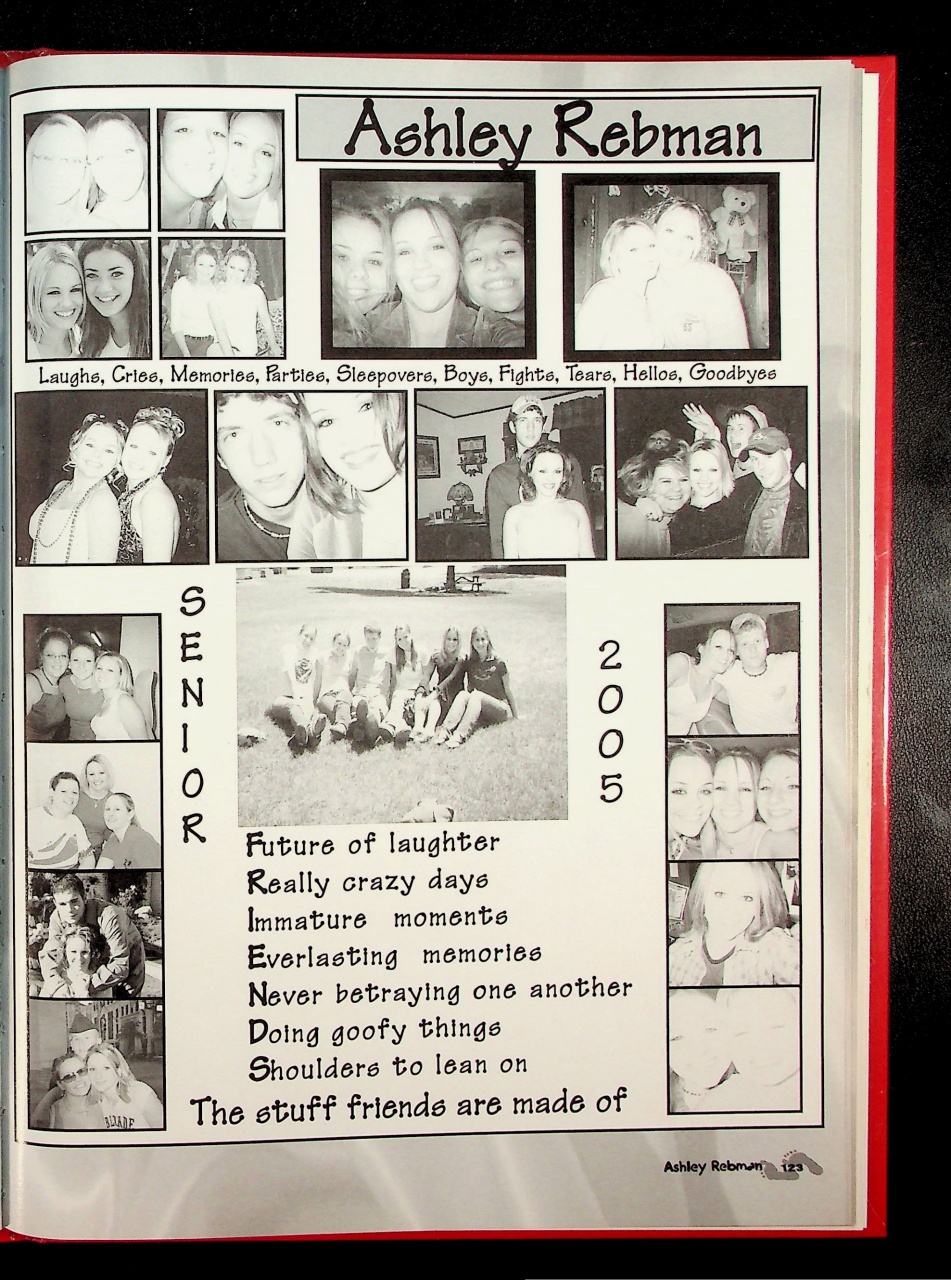 Ashley Rebman
Laughs, Cries, Memories, Parties, Sleepovers, Boys, Fights, Tears, Hellos, Goodbyes
SENIOR
2005
Future of laughter
Really crazy days
Immature moments
Everlasting memories
Never betraying one another
Doing goofy things
Shoulders to lean on
The stuff friends are made of
Ashley Rebman 123